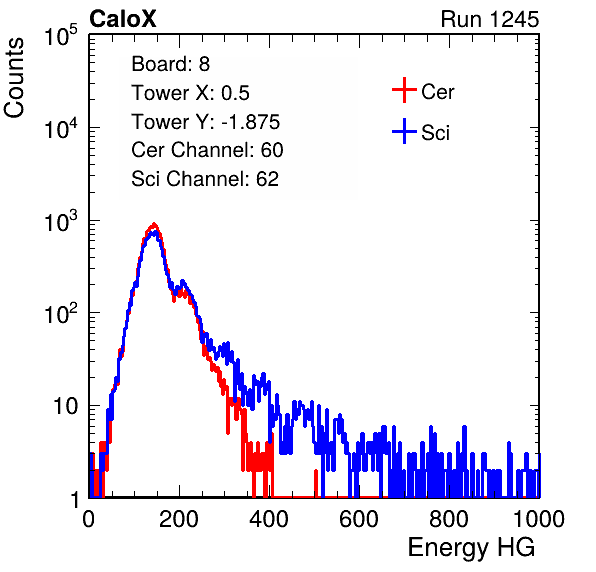 CaloX Run 1245
Counts
Board: 8
Tower X: 0.5
Tower Y: -1.875
Cer Channel: 60
Sci Channel: 62
Cer
Sci
10^5
10^4
10^3
10^2
10
1
0 200 400 600 800 1000
Energy HG